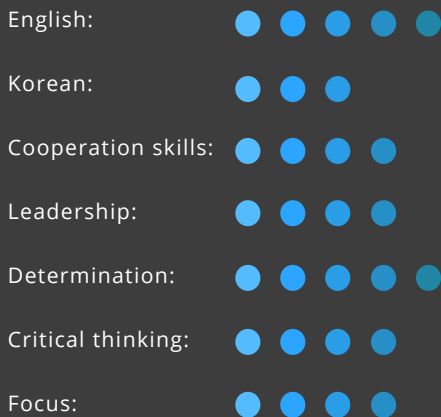 English:
Korean:
Cooperation skills:
Leadership:
Determination:
Critical thinking:
Focus: